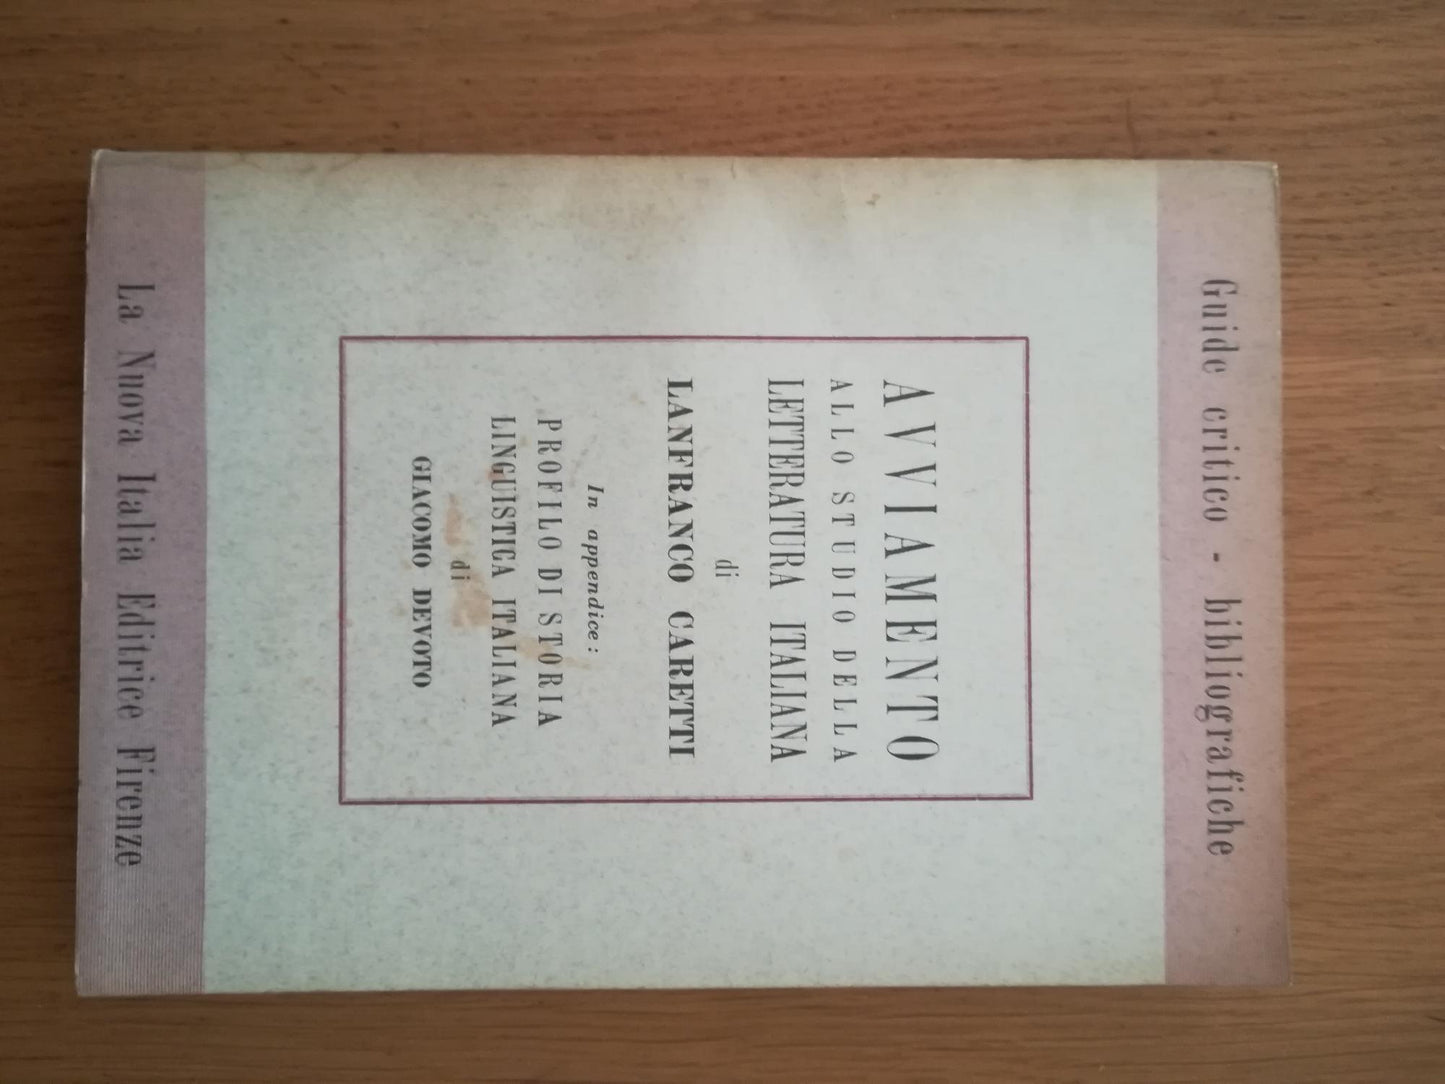 Guide critico - bibliografiche
AVVIAMENTO
ALLO STUDIO DELLA
LETTERATURA ITALIANA
di
LANFRANCO CARETTI
In appendice:
PROFILO DI STORIA
LINGUISTICA ITALIANA
di
GIACOMO DEVOTO
La Nuova Italia Editrice Firenze